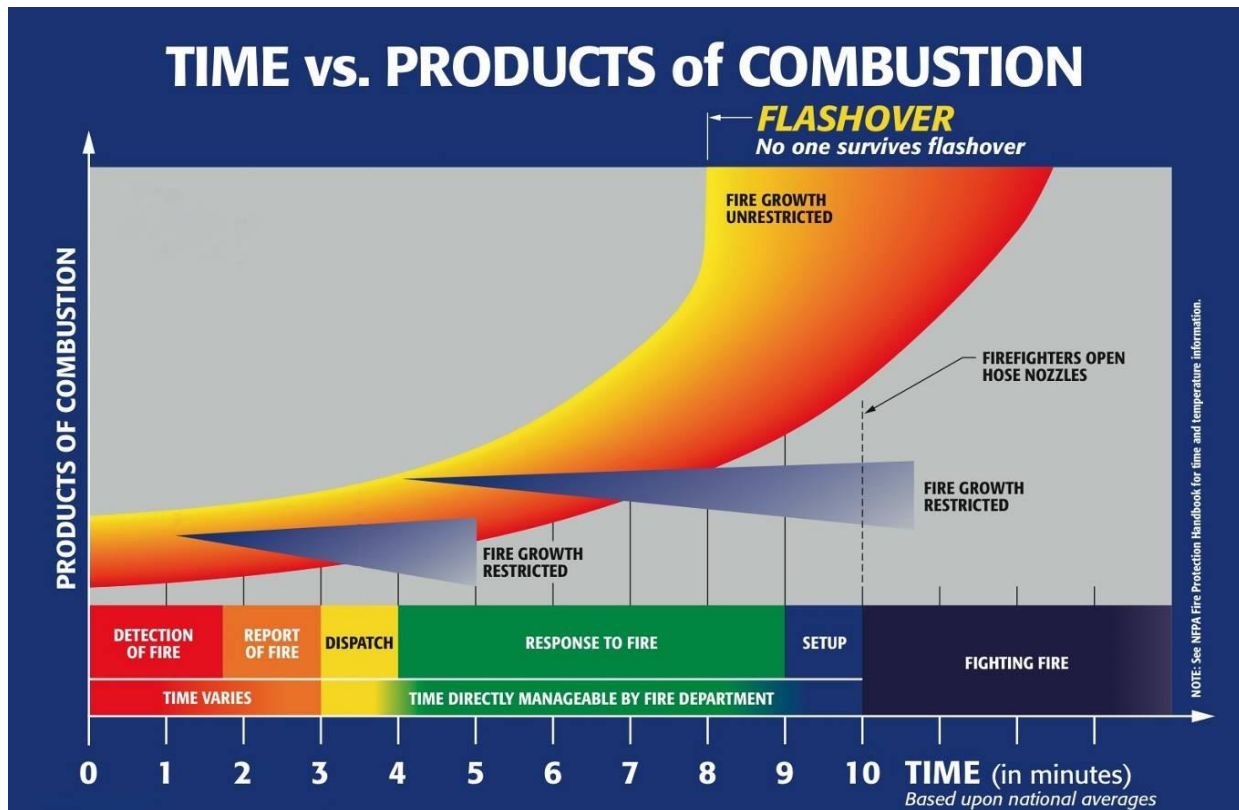 TIME vs. PRODUCTS of COMBUSTION
FLASHOVER
No one survives flashover
FIRE GROWTH
UNRESTRICTED
PRODUCTS OF COMBUSTION
FIREFIGHTERS OPEN
HOSE NOZZLES
FIRE GROWTH
RESTRICTED
FIRE GROWTH
RESTRICTED
NOTE: See NFPA Fire Protection Handbook for time and temperature information.
DETECTION
OF FIRE
REPORT
OF FIRE
DISPATCH
RESPONSE TO FIRE
SETUP
FIGHTING FIRE
TIME VARIES
TIME DIRECTLY MANAGEABLE BY FIRE DEPARTMENT
0 1 2 3 4 5 6 7 8 9 10 TIME (in minutes)
Based upon national averages